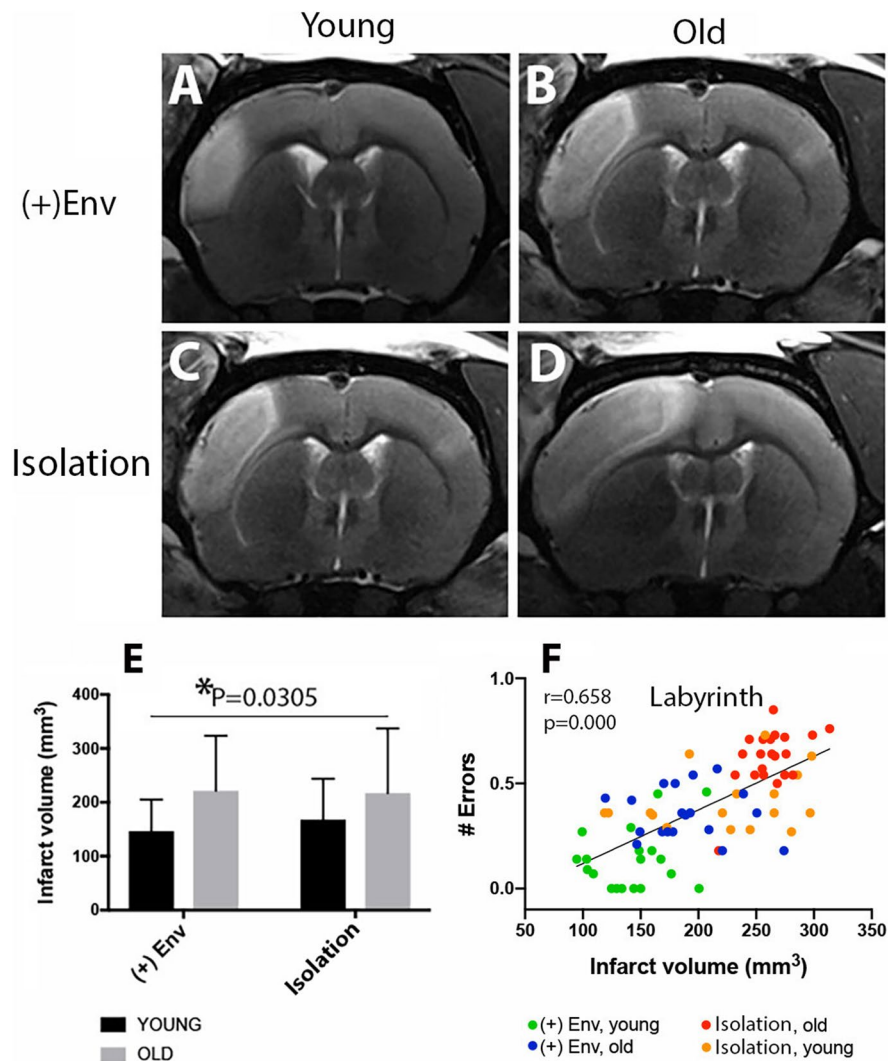 Young
Old
A
B
(+)Env
C
D
Isolation
E
F
*P=0.0305
400
300
200
100
0
Infarct volume (mm³)
(+) Env
Isolation
YOUNG
OLD
r=0.658
p=0.000
Labyrinth
1.0
0.5
0.0
# Errors
50
100
150
200
250
300
350
Infarct volume (mm³)
(+) Env, young
(+) Env, old
Isolation, old
Isolation, young